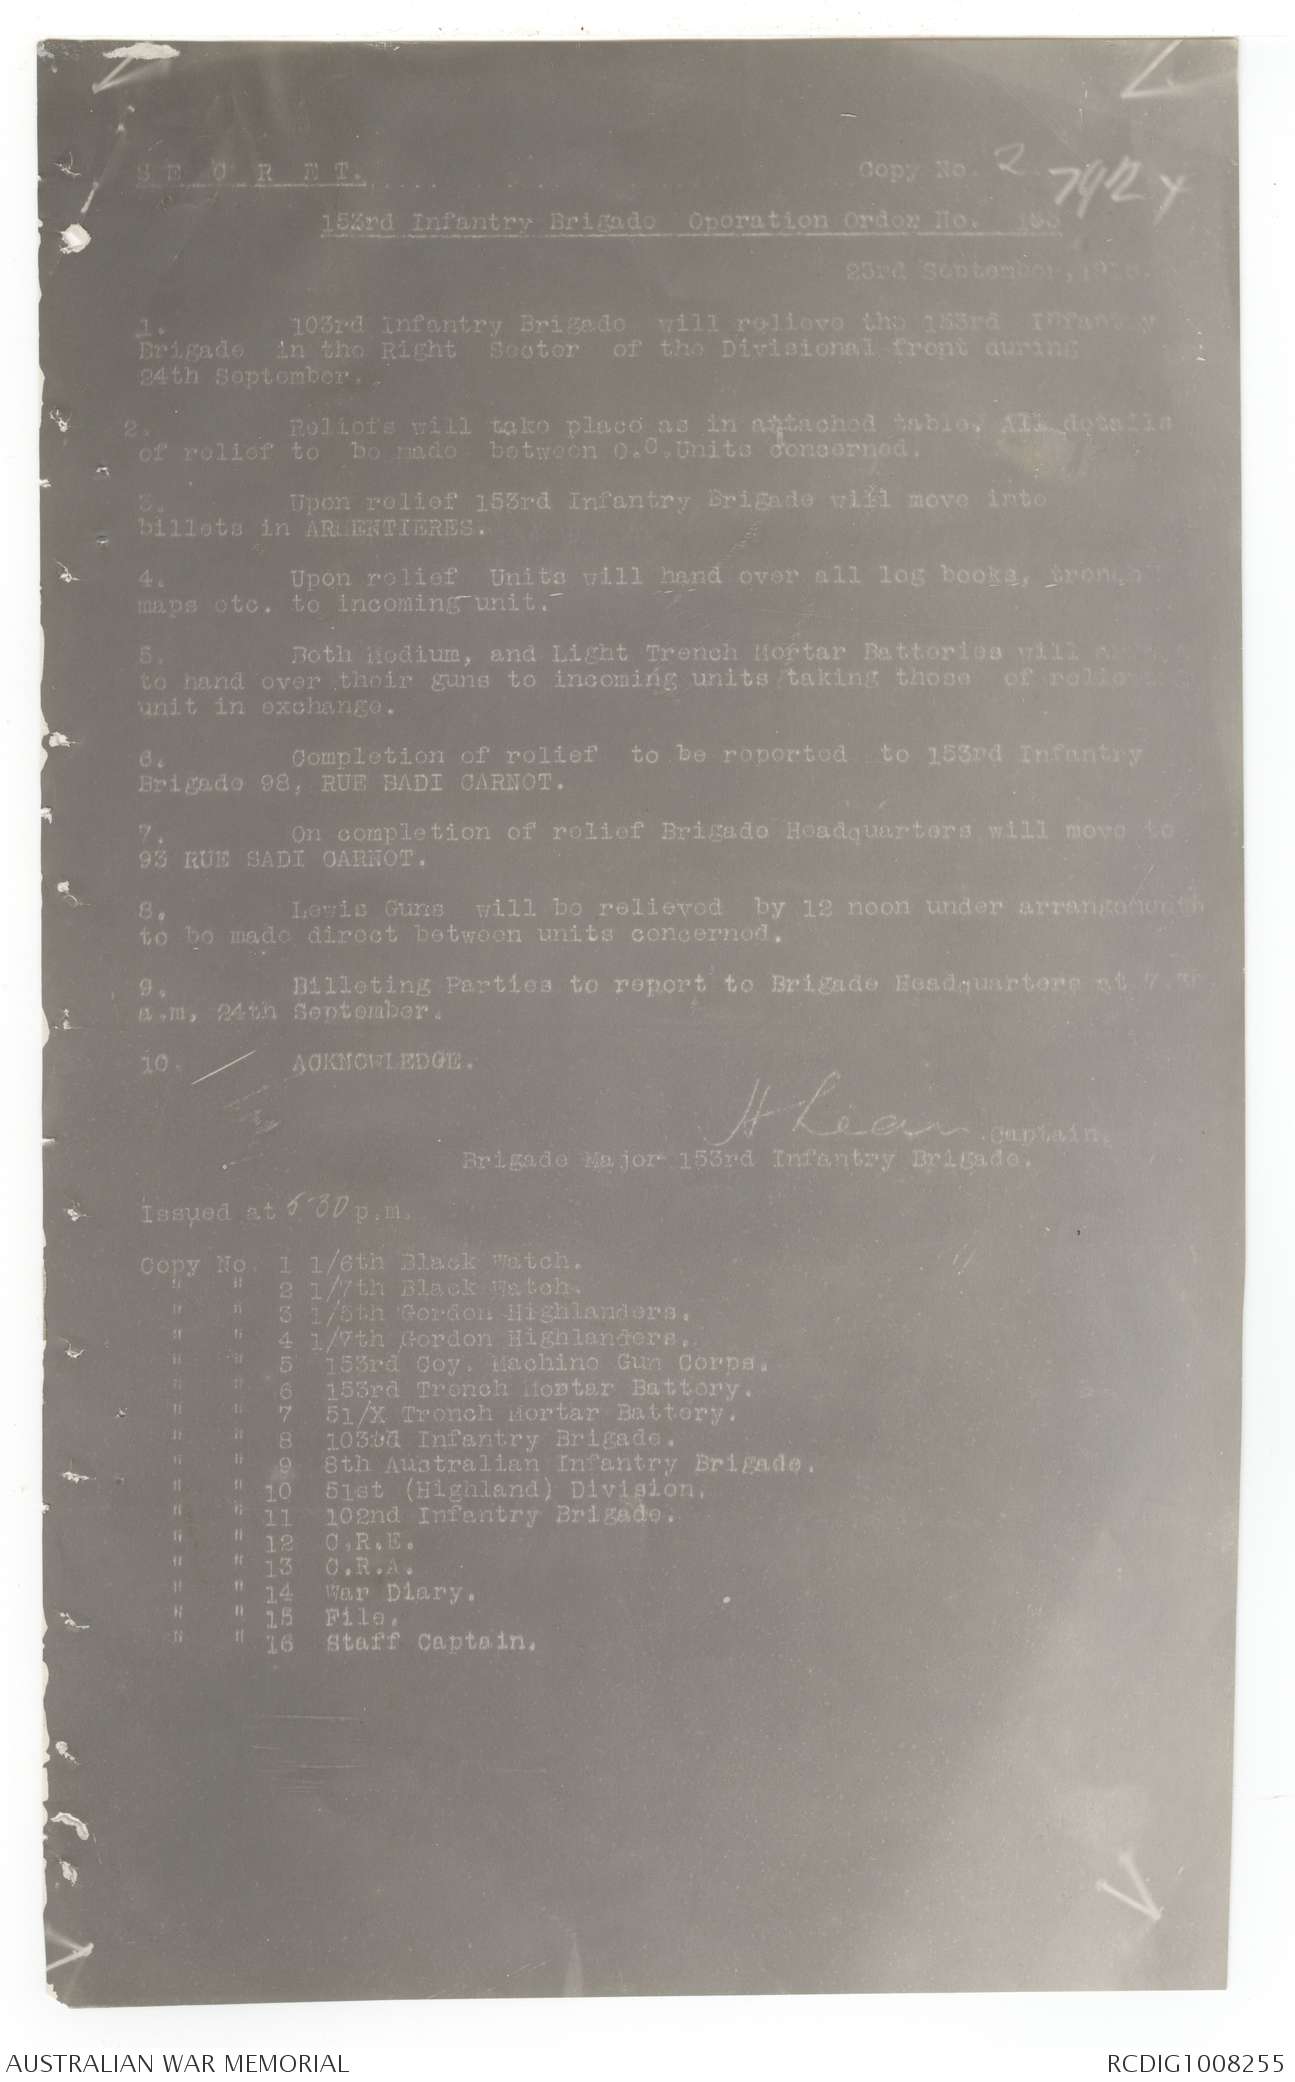 S E C R E T.
Copy No. 2
153rd Infantry Brigade Operation Order No.
23rd September,
1. 103rd Infantry Brigade will relieve the 153rd Infantry
Brigade in the Right Sector of the Divisional front during
24th September.
2. Reliefs will take place as in attached table. All details
of relief to be made between O.C. Units concerned.
3. Upon relief 153rd Infantry Brigade will move into
billets in ARMENTIERES.
4. Upon relief Units will hand over all log books, trench
maps etc. to incoming unit.
5. Both Medium, and Light Trench Mortar Batteries will
to hand over their guns to incoming units taking those of relieving
unit in exchange.
6. Completion of relief to be reported to 153rd Infantry
Brigade 98, RUE SADI CARNOT.
7. On completion of relief Brigade Headquarters will move to
93 RUE SADI CARNOT.
8. Lewis Guns will be relieved by 12 noon under arrangements
to be made direct between units concerned.
9. Billeting Parties to report to Brigade Headquarters at 7.30
a.m, 24th September.
10. ACKNOWLEDGE.
H Lean Captain.
Brigade Major 153rd Infantry Brigade.
Issued at 5-30 p.m.
Copy No. 1 1/6th Black Watch.
" " 2 1/7th Black Watch.
" " 3 1/5th Gordon Highlanders.
" " 4 1/7th Gordon Highlanders.
" " 5 153rd Coy. Machine Gun Corps.
" " 6 153rd Trench Mortar Battery.
" " 7 51/X Trench Mortar Battery.
" " 8 103rd Infantry Brigade.
" " 9 8th Australian Infantry Brigade.
" " 10 51st (Highland) Division.
" " 11 102nd Infantry Brigade.
" " 12 C.R.E.
" " 13 C.R.A.
" " 14 War Diary.
" " 15 File.
" " 16 Staff Captain.
AUSTRALIAN WAR MEMORIAL
RCDIG1008255